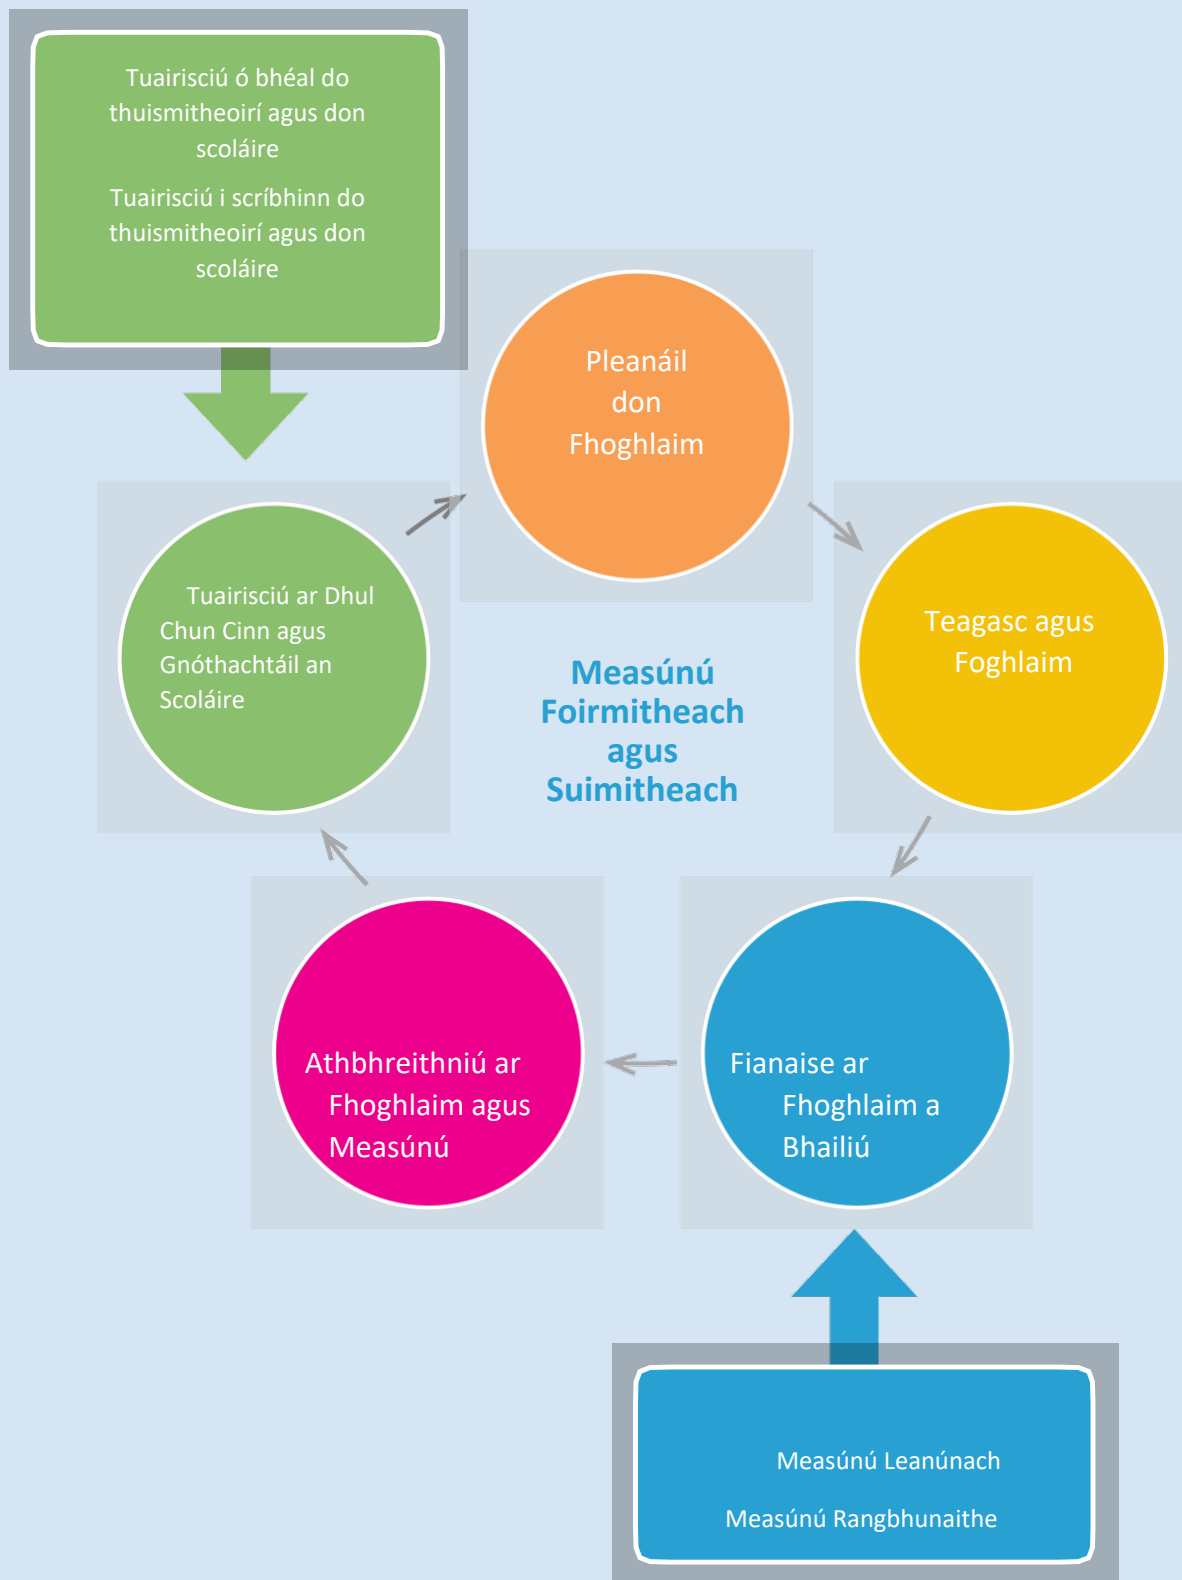 Tuairisciú ó bhéal do
thuismitheoirí agus don
scoláire
Tuairisciú i scríbhinn do
thuismitheoirí agus don
scoláire
Pleanáil
don
Fhoghlaim
Teagasc agus
Foghlaim
Tuairisciú ar Dhul
Chun Cinn agus
Gnóthachtáil an
Scoláire
Measúnú
Foirmitheach
agus
Suimitheach
Athbhreithniú ar
Fhoghlaim agus
Measúnú
Fianaise ar
Fhoghlaim a
Bhailiú
Measúnú Leanúnach
Measúnú Rangbhunaithe